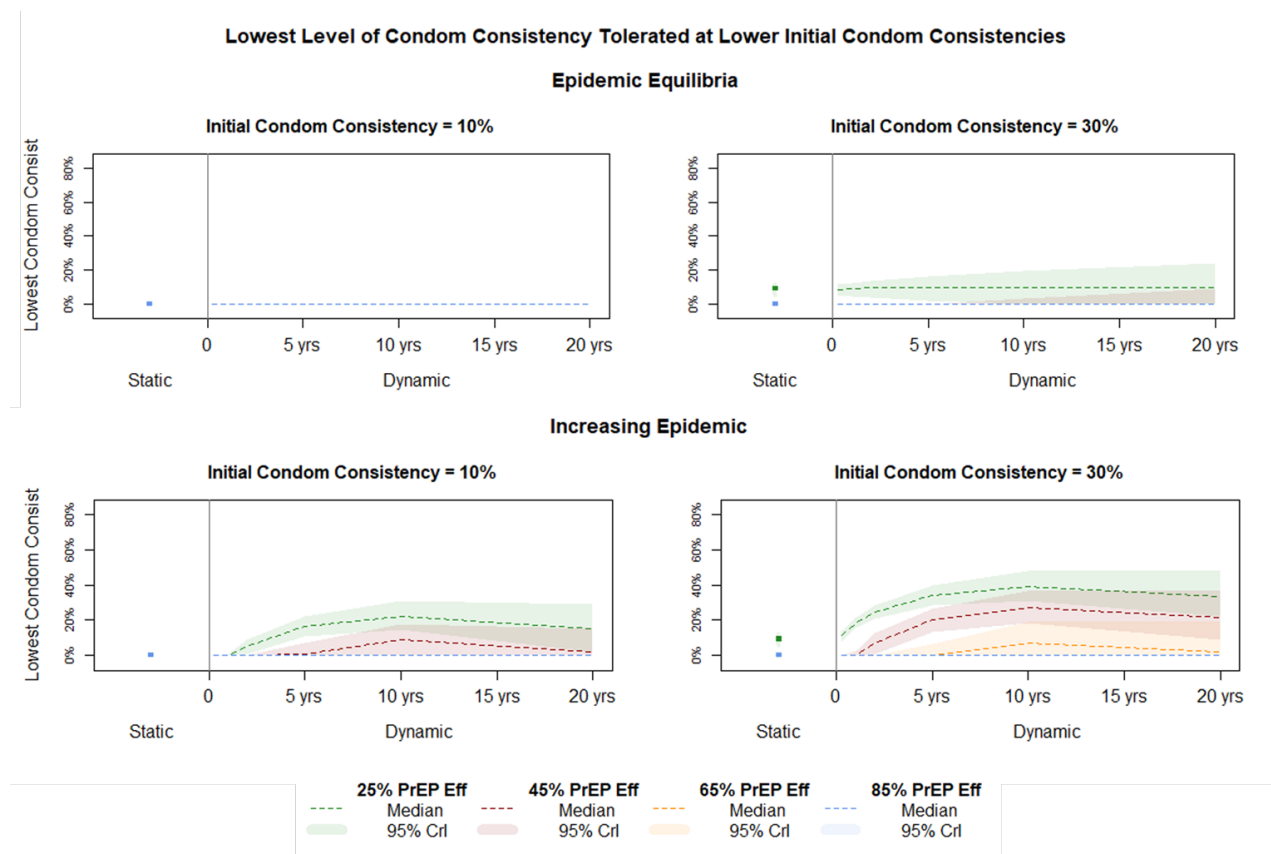 Lowest Level of Condom Consistency Tolerated at Lower Initial Condom Consistencies
Epidemic Equilibria
Initial Condom Consistency = 10%
Initial Condom Consistency = 30%
Lowest Condom Consist
80%
60%
40%
20%
0%
0
5 yrs
10 yrs
15 yrs
20 yrs
Static
Dynamic
80%
60%
40%
20%
0%
0
5 yrs
10 yrs
15 yrs
20 yrs
Static
Dynamic
Increasing Epidemic
Initial Condom Consistency = 10%
Initial Condom Consistency = 30%
Lowest Condom Consist
80%
60%
40%
20%
0%
0
5 yrs
10 yrs
15 yrs
20 yrs
Static
Dynamic
80%
60%
40%
20%
0%
0
5 yrs
10 yrs
15 yrs
20 yrs
Static
Dynamic
25% PrEP Eff
Median
95% CrI
45% PrEP Eff
Median
95% CrI
65% PrEP Eff
Median
95% CrI
85% PrEP Eff
Median
95% CrI